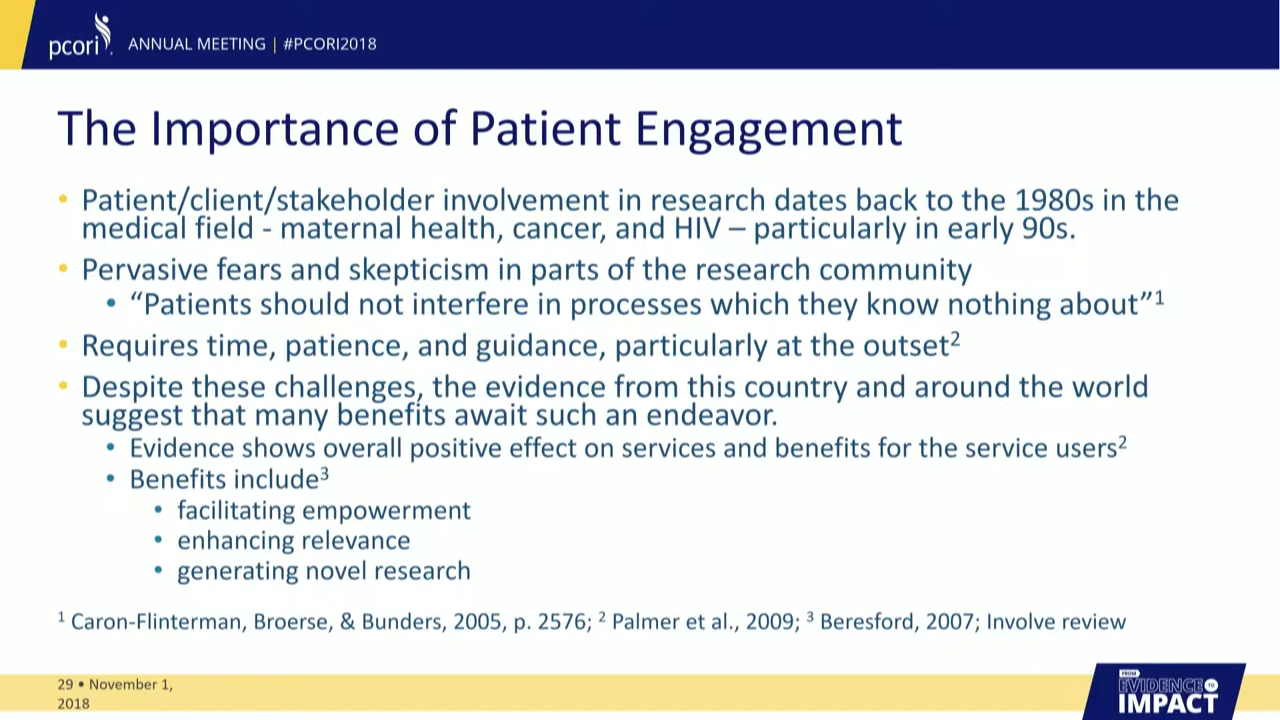 pcori
ANNUAL MEETING | #PCORI2018
The Importance of Patient Engagement
• Patient/client/stakeholder involvement in research dates back to the 1980s in the
medical field - maternal health, cancer, and HIV – particularly in early 90s.
• Pervasive fears and skepticism in parts of the research community
• “Patients should not interfere in processes which they know nothing about”¹
• Requires time, patience, and guidance, particularly at the outset²
• Despite these challenges, the evidence from this country and around the world
suggest that many benefits await such an endeavor.
• Evidence shows overall positive effect on services and benefits for the service users²
• Benefits include³
• facilitating empowerment
• enhancing relevance
• generating novel research
¹ Caron-Flinterman, Broerse, & Bunders, 2005, p. 2576; ² Palmer et al., 2009; ³ Beresford, 2007; Involve review
29 • November 1,
2018
FROM
EVIDENCE TO
IMPACT